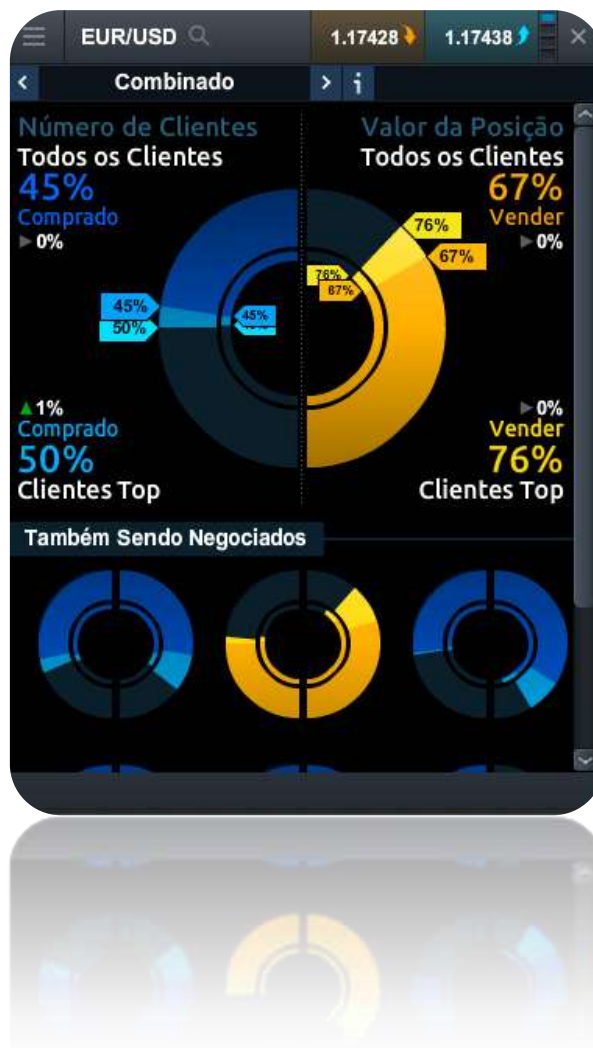 EUR/USD
1.17428
1.17438
Combinado
Número de Clientes
Todos os Clientes
45%
Comprado
0%
Valor da Posição
Todos os Clientes
67%
Vender
0%
76%
67%
76%
67%
45%
50%
45%
1%
Comprado
50%
Clientes Top
0%
Vender
76%
Clientes Top
Também Sendo Negociados